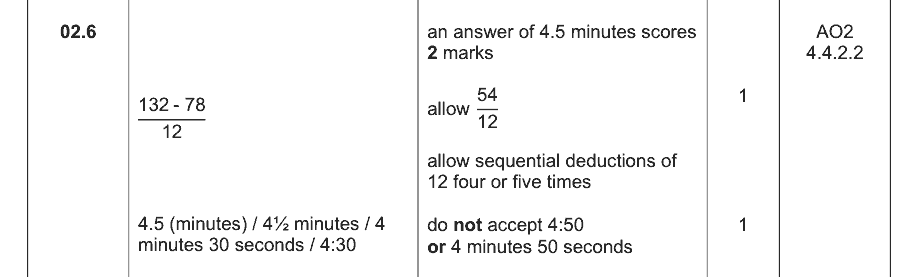 02.6
an answer of 4.5 minutes scores
2 marks
AO2
4.4.2.2
132 - 78
12
allow 54
12
1
allow sequential deductions of
12 four or five times
4.5 (minutes) / 4½ minutes / 4
minutes 30 seconds / 4:30
do not accept 4:50
or 4 minutes 50 seconds
1